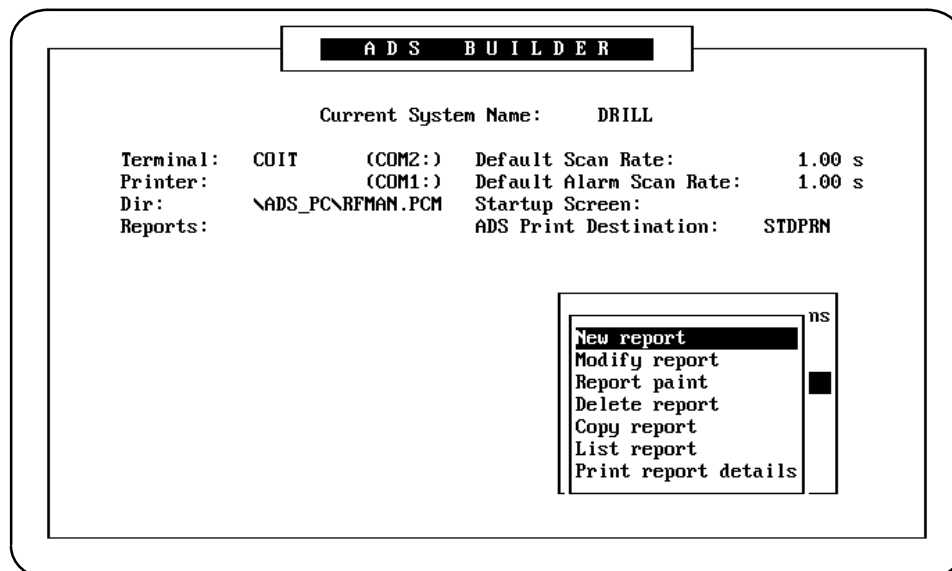 ADS BUILDER
Current System Name: DRILL
Terminal: COIT (COM2:) Default Scan Rate: 1.00 s
Printer: (COM1:) Default Alarm Scan Rate: 1.00 s
Dir: \ADS_PC\RFMAN.PCM Startup Screen:
Reports: ADS Print Destination: STDPRN
ns
New report
Modify report
Report paint
Delete report
Copy report
List report
Print report details